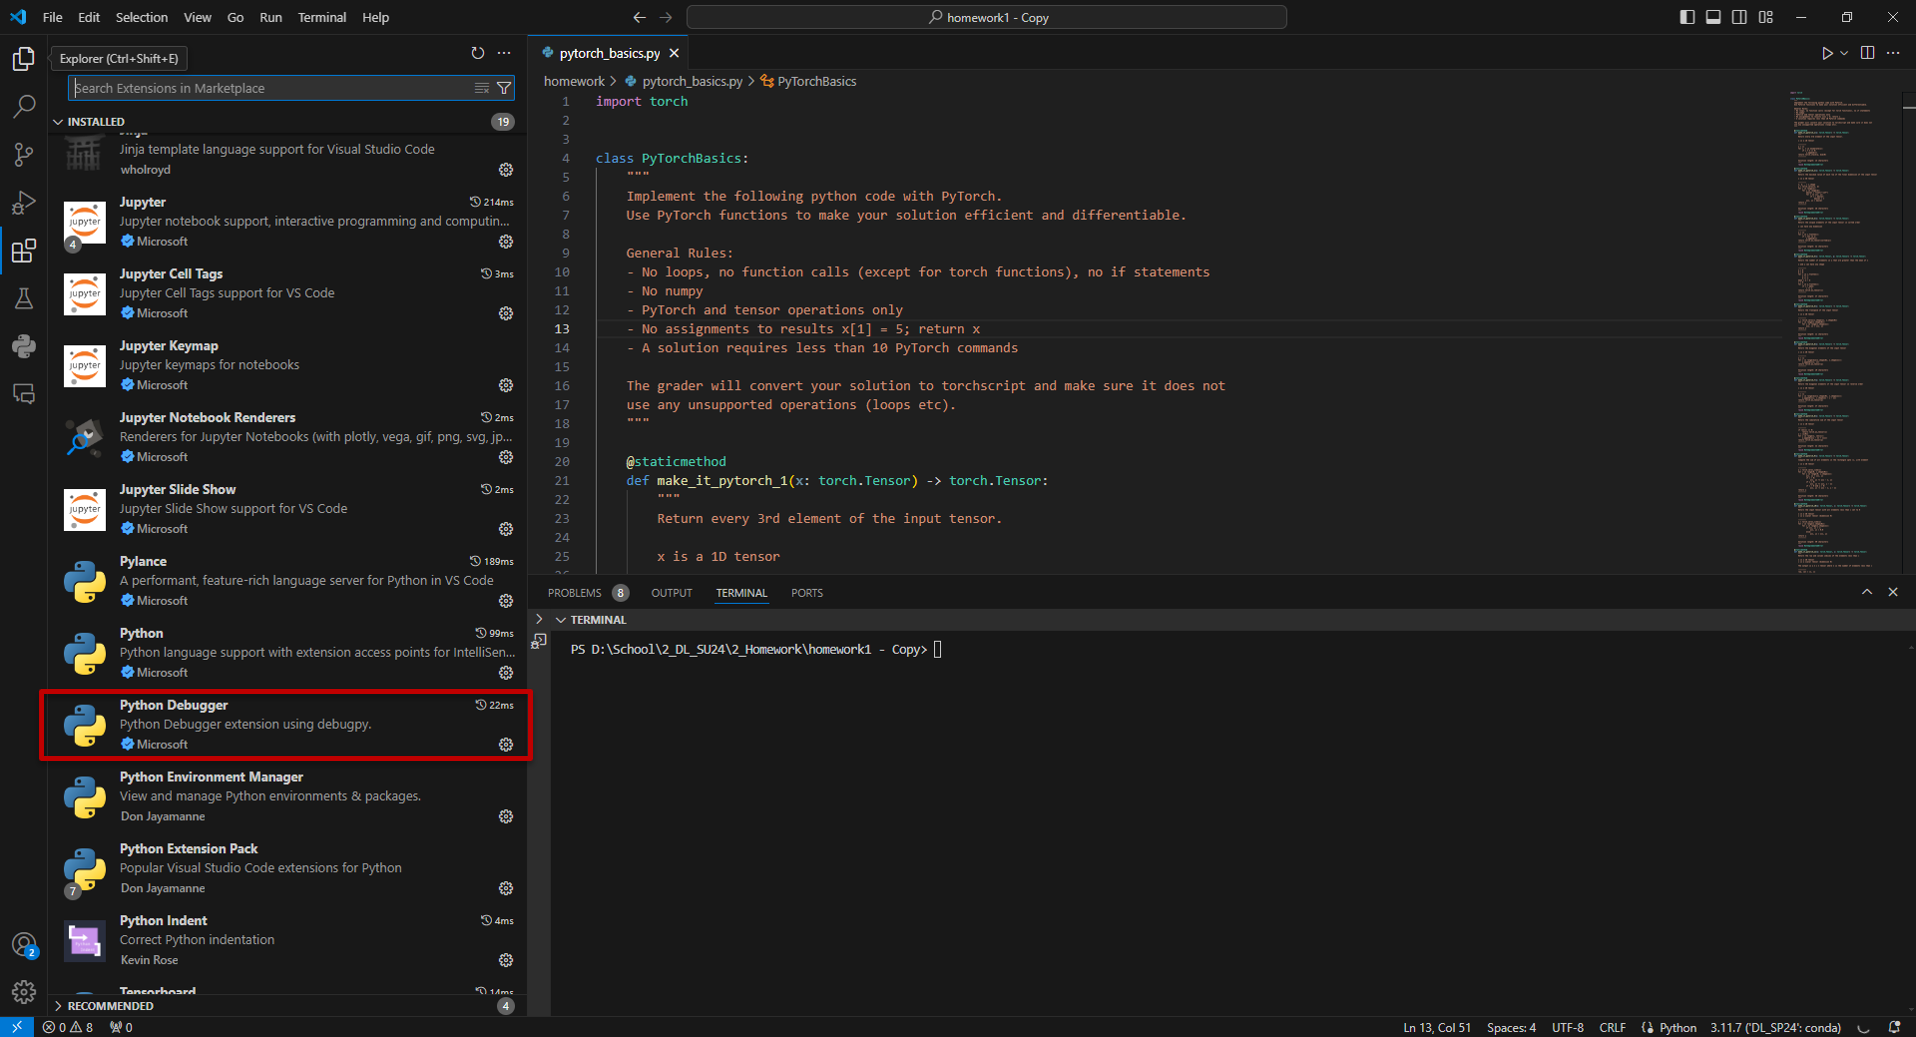 File Edit Selection View Go Run Terminal Help
homework1 - Copy
Explorer (Ctrl+Shift+E)
Search Extensions in Marketplace
INSTALLED 19
Jinja
Jinja template language support for Visual Studio Code
wholroyd
Jupyter 214ms
Jupyter notebook support, interactive programming and computin...
Microsoft
4
Jupyter Cell Tags 3ms
Jupyter Cell Tags support for VS Code
Microsoft
Jupyter Keymap
Jupyter keymaps for notebooks
Microsoft
Jupyter Notebook Renderers 2ms
Renderers for Jupyter Notebooks (with plotly, vega, gif, png, svg, jp...
Microsoft
Jupyter Slide Show 2ms
Jupyter Slide Show support for VS Code
Microsoft
Pylance 189ms
A performant, feature-rich language server for Python in VS Code
Microsoft
Python 99ms
Python language support with extension access points for IntelliSen...
Microsoft
Python Debugger 22ms
Python Debugger extension using debugpy.
Microsoft
Python Environment Manager
View and manage Python environments & packages.
Don Jayamanne
Python Extension Pack
Popular Visual Studio Code extensions for Python
Don Jayamanne
7
Python Indent 4ms
Correct Python indentation
Kevin Rose
Tensorboard 14ms
RECOMMENDED 4
2
pytorch_basics.py
homework > pytorch_basics.py > PyTorchBasics
1 import torch
2
3
4 class PyTorchBasics:
5 """
6 Implement the following python code with PyTorch.
7 Use PyTorch functions to make your solution efficient and differentiable.
8
9 General Rules:
10 - No loops, no function calls (except for torch functions), no if statements
11 - No numpy
12 - PyTorch and tensor operations only
13 - No assignments to results x[1] = 5; return x
14 - A solution requires less than 10 PyTorch commands
15
16 The grader will convert your solution to torchscript and make sure it does not
17 use any unsupported operations (loops etc).
18 """
19
20 @staticmethod
21 def make_it_pytorch_1(x: torch.Tensor) -> torch.Tensor:
22 """
23 Return every 3rd element of the input tensor.
24
25 x is a 1D tensor
PROBLEMS 8 OUTPUT TERMINAL PORTS
TERMINAL
PS D:\School\2_DL_SU24\2_Homework\homework1 - Copy>
0 8 0
Ln 13, Col 51 Spaces: 4 UTF-8 CRLF Python 3.11.7 ('DL_SP24': conda)